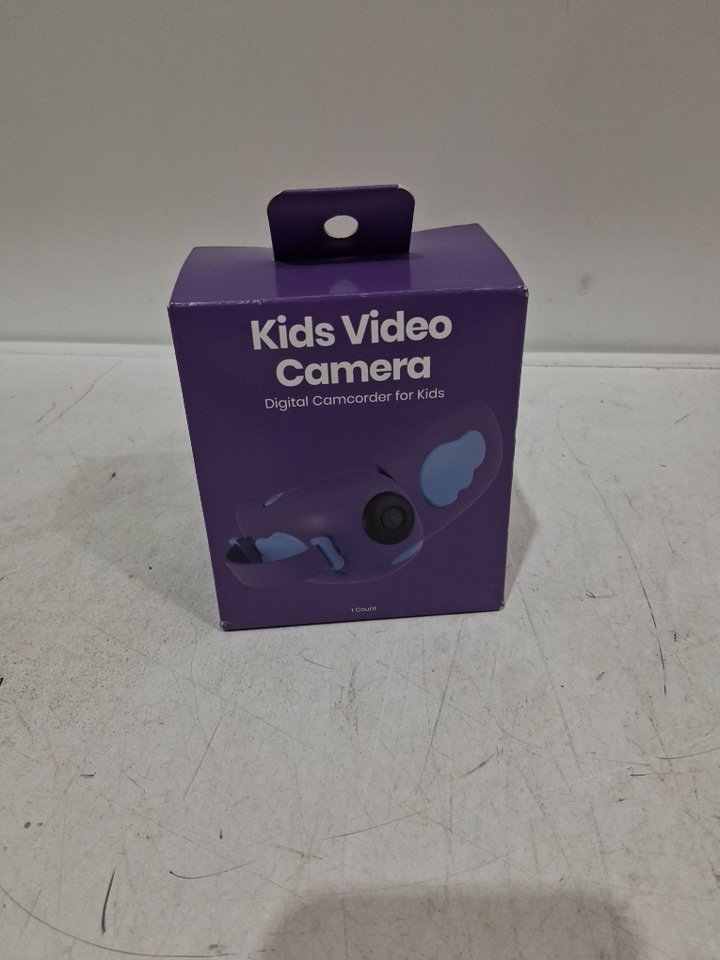 Kids Video
Camera
Digital Camcorder for Kids
1 Count